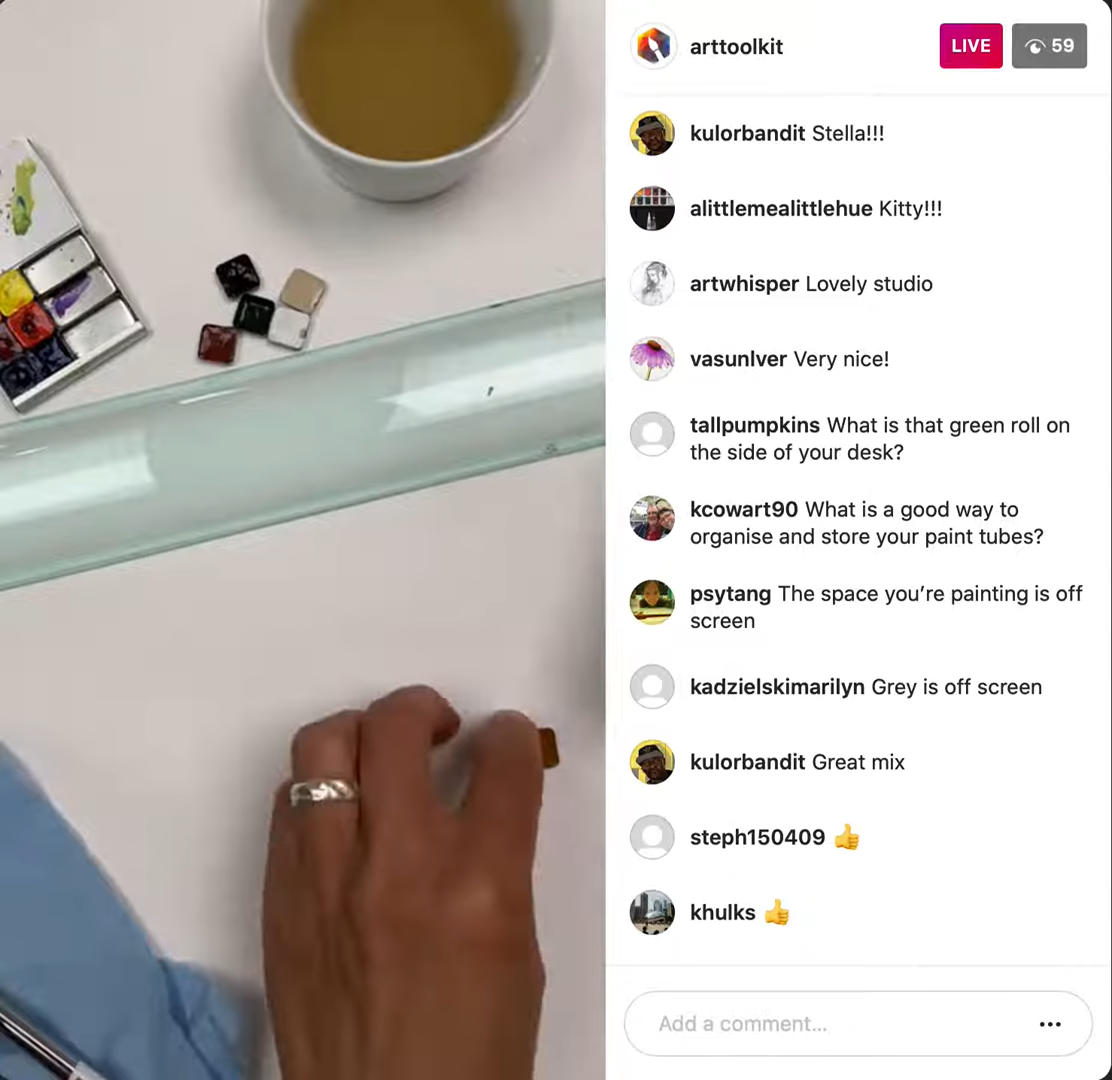 arttoolkit
LIVE
59
kulorbandit Stella!!!
alittlemealittlehue Kitty!!!
artwhisper Lovely studio
vasunlver Very nice!
tallpumpkins What is that green roll on
the side of your desk?
kcowart90 What is a good way to
organise and store your paint tubes?
psytang The space you’re painting is off
screen
kadzielskimarilyn Grey is off screen
kulorbandit Great mix
steph150409 👍
khulks 👍
Add a comment...